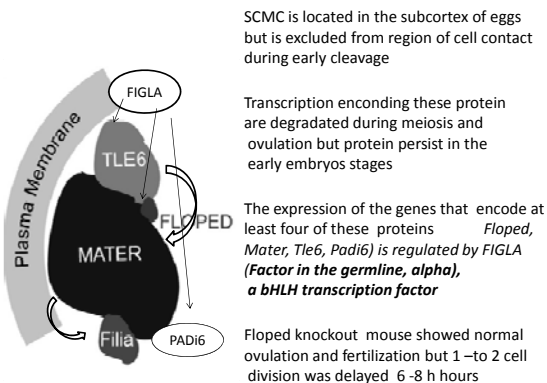 SCMC is located in the subcortex of eggs
but is excluded from region of cell contact
during early cleavage
Transcription enconding these protein
are degradated during meiosis and
ovulation but protein persist in the
early embryos stages
The expression of the genes that encode at
least four of these proteins Floped,
Mater, Tle6, Padi6) is regulated by FIGLA
(Factor in the germline, alpha),
a bHLH transcription factor
Floped knockout mouse showed normal
ovulation and fertilization but 1 –to 2 cell
division was delayed 6 -8 h hours
Plasma Membrane
FIGLA
TLE6
FLOPED
MATER
Filia
PADi6